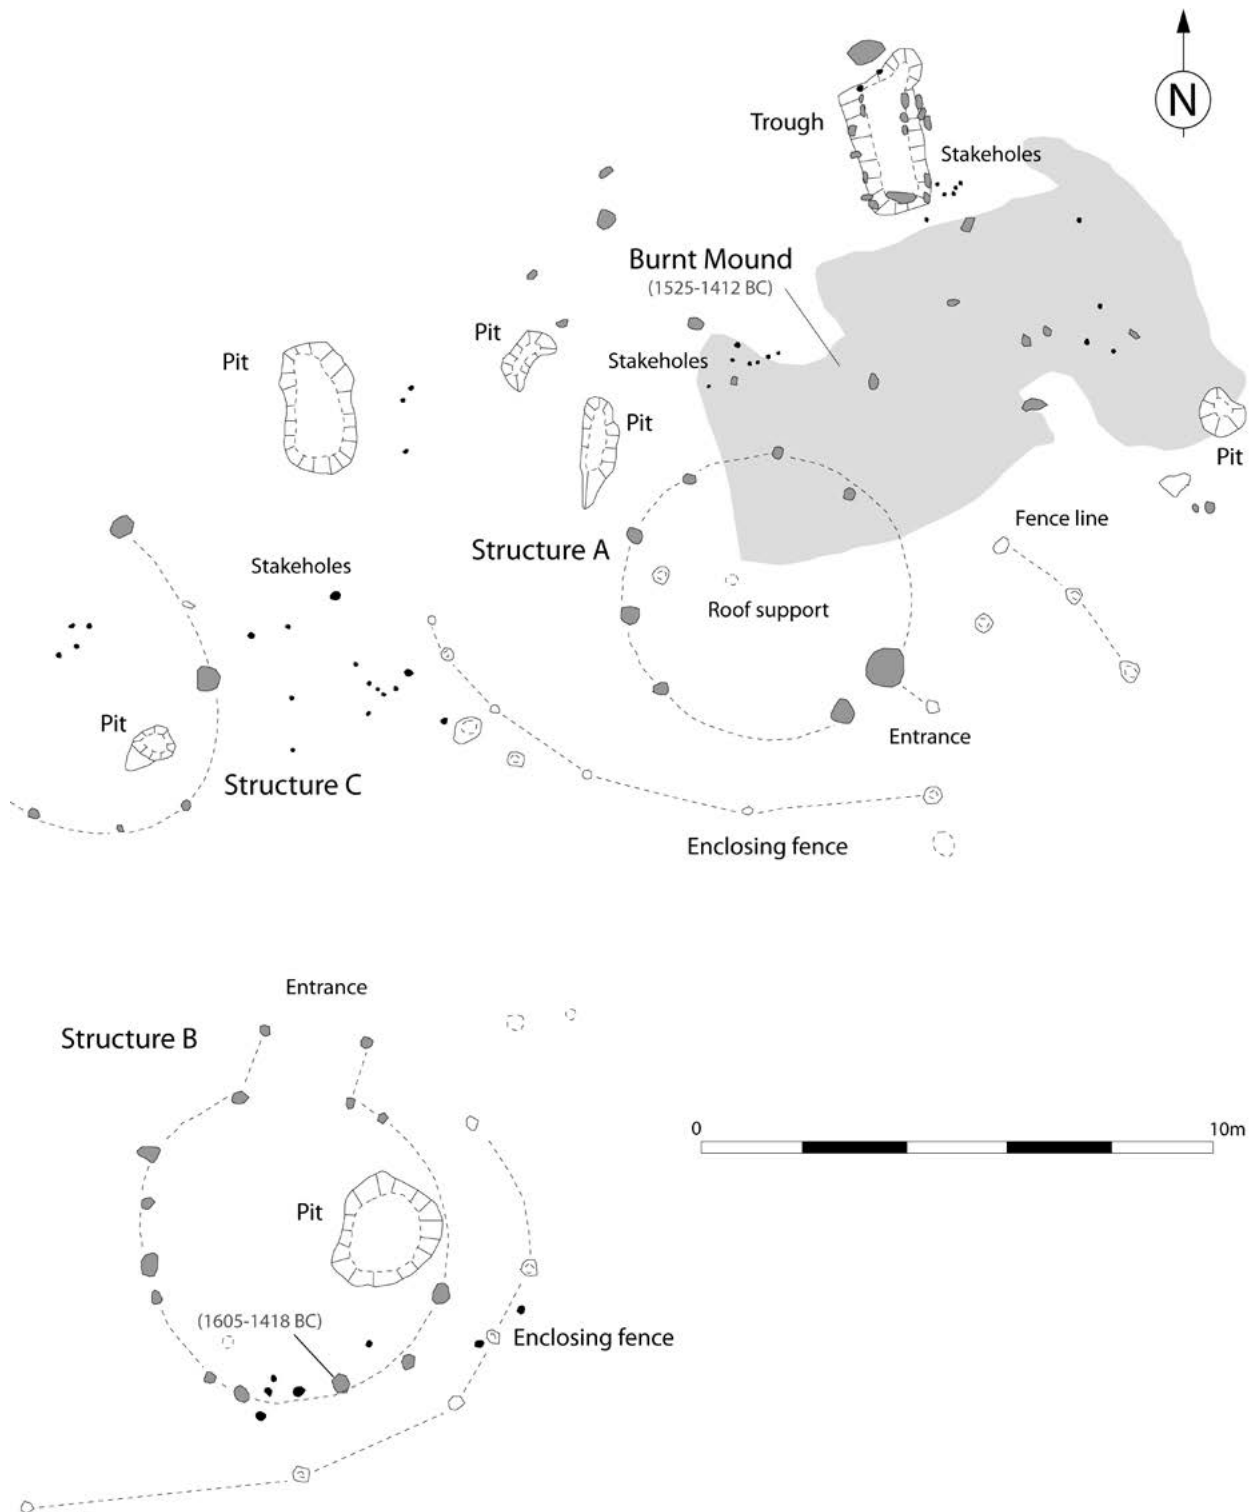 N
Trough
Stakeholes
Burnt Mound
(1525-1412 BC)
Pit
Pit
Stakeholes
Pit
Pit
Fence line
Structure A
Stakeholes
Roof support
Pit
Entrance
Structure C
Enclosing fence
Entrance
Structure B
0 10m
Pit
(1605-1418 BC)
Enclosing fence